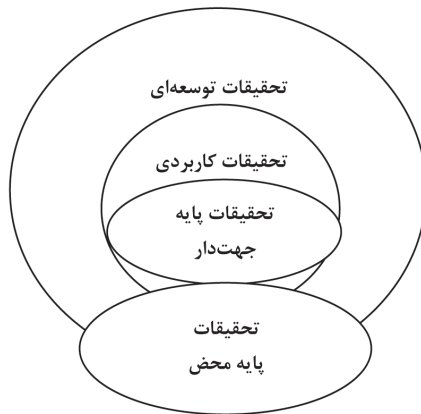 تحقیقات توسعه‌ای
تحقیقات کاربردی
تحقیقات پایه
جهت‌دار
تحقیقات
پایه محض